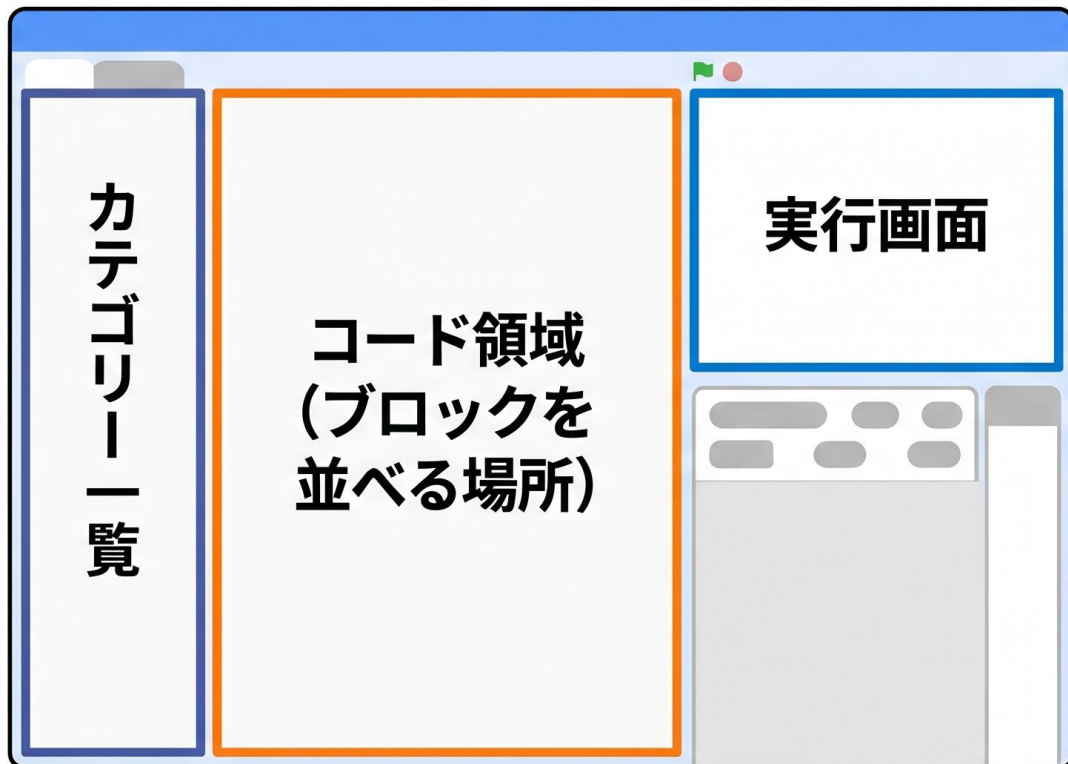 カテゴリー一覧
コード領域
（ブロックを
並べる場所）
実行画面